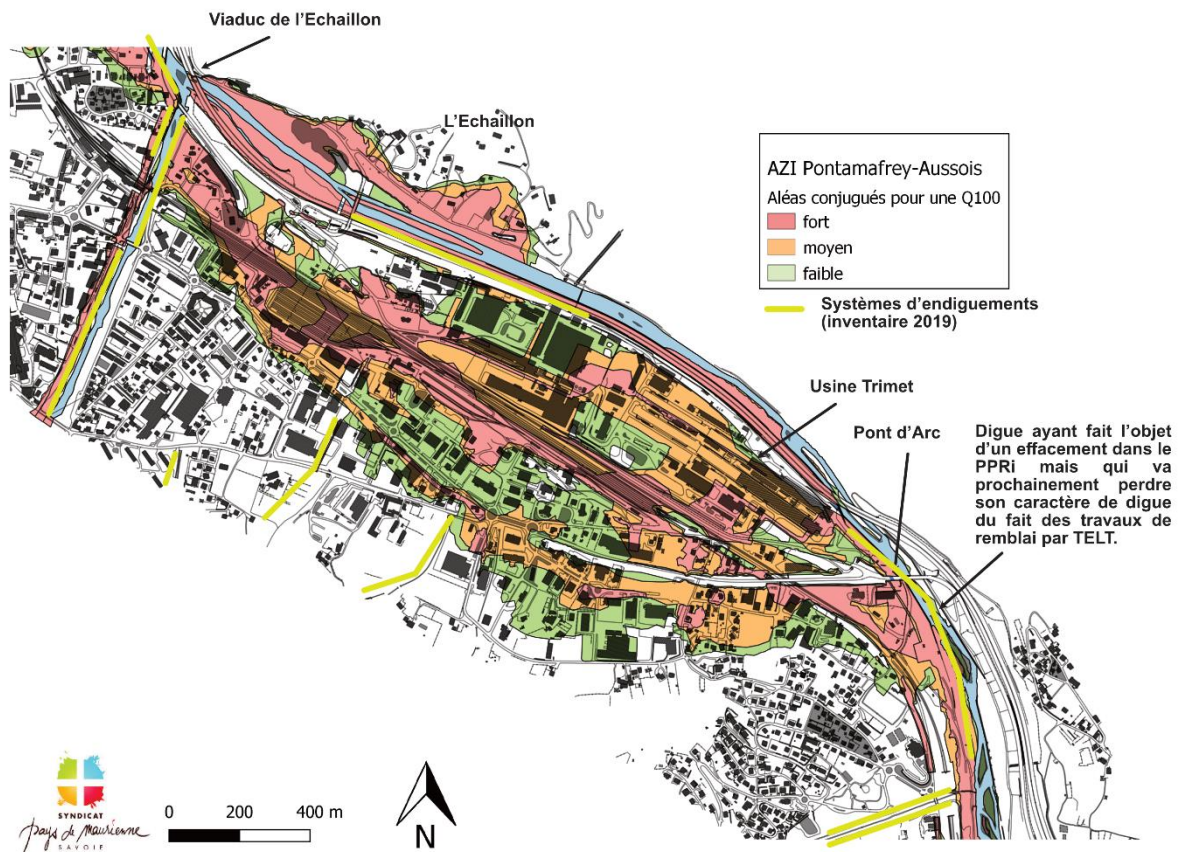 Viaduc de l'Echaillon
L'Echaillon
AZI Pontamafrey-Aussois
Aléas conjugués pour une Q100
fort
moyen
faible
Systèmes d'endiguements
(inventaire 2019)
Usine Trimet
Pont d'Arc
Digue ayant fait l'objet
d'un effacement dans le
PPRi mais qui va
prochainement perdre
son caractère de digue
du fait des travaux de
remblai par TELT.
SYNDICAT
Pays de Maurienne
SAVOIE
0 200 400 m
N